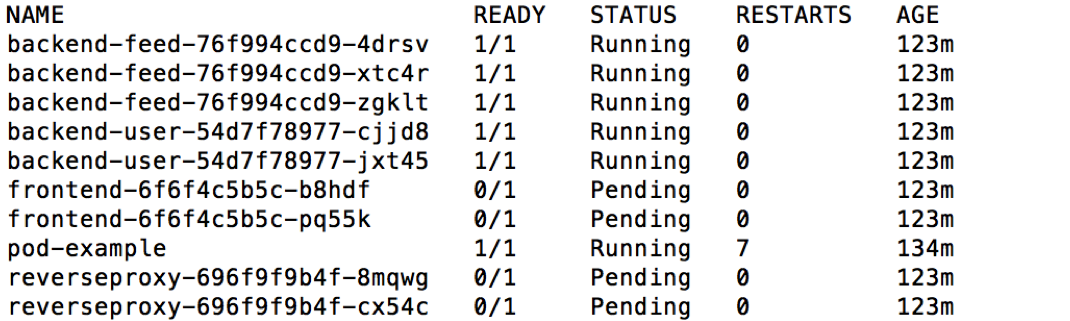 NAME READY STATUS RESTARTS AGE
backend-feed-76f994ccd9-4drsv 1/1 Running 0 123m
backend-feed-76f994ccd9-xtc4r 1/1 Running 0 123m
backend-feed-76f994ccd9-zgklt 1/1 Running 0 123m
backend-user-54d7f78977-cjjd8 1/1 Running 0 123m
backend-user-54d7f78977-jxt45 1/1 Running 0 123m
frontend-6f6f4c5b5c-b8hdf 0/1 Pending 0 123m
frontend-6f6f4c5b5c-pq55k 0/1 Pending 0 123m
pod-example 1/1 Running 7 134m
reverseproxy-696f9f9b4f-8mqwg 0/1 Pending 0 123m
reverseproxy-696f9f9b4f-cx54c 0/1 Pending 0 123m